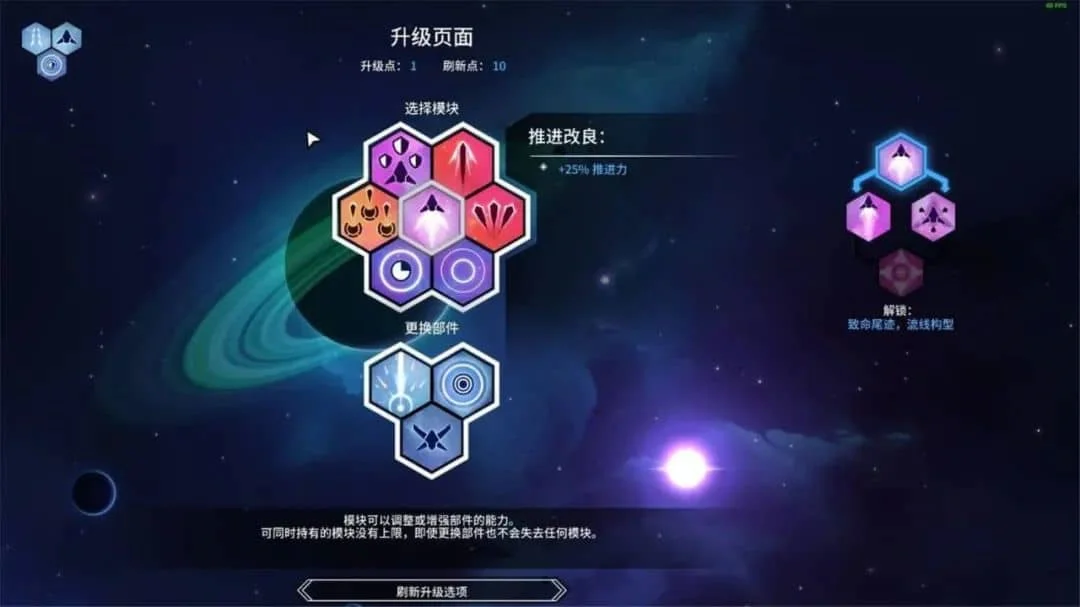 60 FPS
升级页面
升级点： 1 刷新点： 10
选择模块
推进改良：
+25% 推进力
更换部件
解锁：
致命尾迹，流线构型
模块可以调整或增强部件的能力。
可同时持有的模块没有上限，即使更换部件也不会失去任何模块。
刷新升级选项